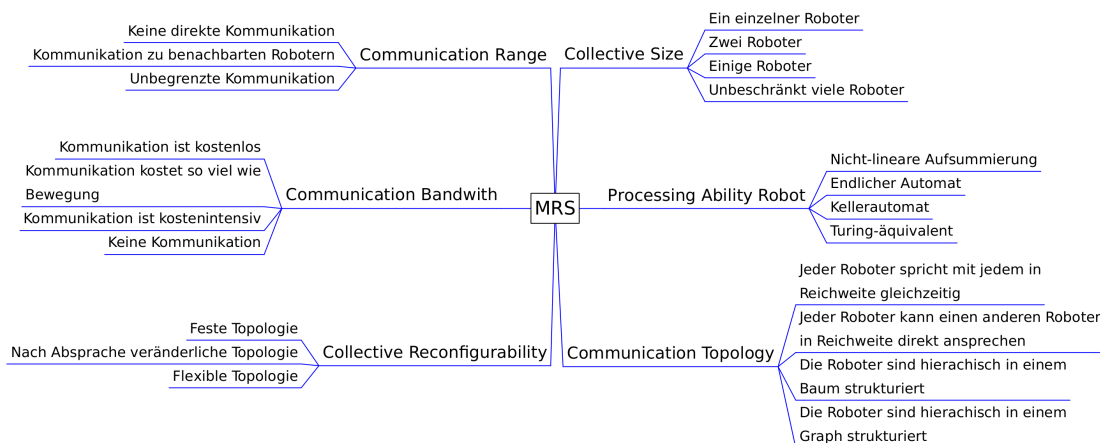 Keine direkte Kommunikation
Kommunikation zu benachbarten Robotern
Unbegrenzte Kommunikation
Communication Range
Kommunikation ist kostenlos
Kommunikation kostet so viel wie
Bewegung
Kommunikation ist kostenintensiv
Keine Kommunikation
Communication Bandwith
Feste Topologie
Nach Absprache veränderliche Topologie
Flexible Topologie
Collective Reconfigurability
MRS
Collective Size
Ein einzelner Roboter
Zwei Roboter
Einige Roboter
Unbeschränkt viele Roboter
Processing Ability Robot
Nicht-lineare Aufsummierung
Endlicher Automat
Kellerautomat
Turing-äquivalent
Communication Topology
Jeder Roboter spricht mit jedem in
Reichweite gleichzeitig
Jeder Roboter kann einen anderen Roboter
in Reichweite direkt ansprechen
Die Roboter sind hierachisch in einem
Baum strukturiert
Die Roboter sind hierachisch in einem
Graph strukturiert